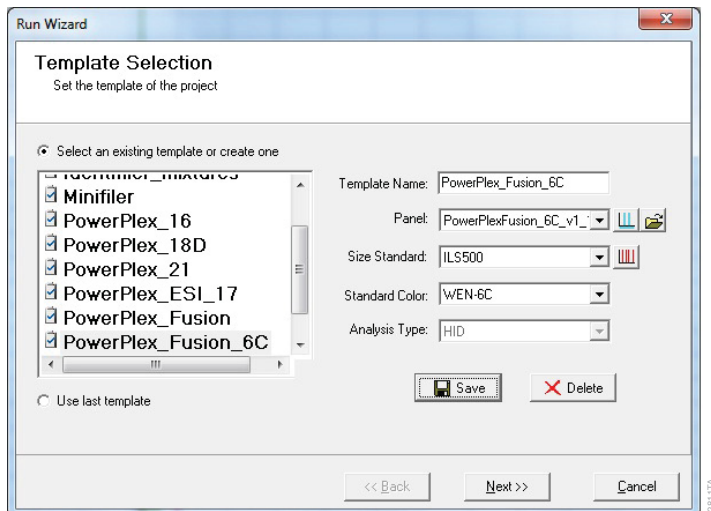 Run Wizard
Template Selection
Set the template of the project
Select an existing template or create one
Identifiler_mixtures
Minifiler
PowerPlex_16
PowerPlex_18D
PowerPlex_21
PowerPlex_ESI_17
PowerPlex_Fusion
PowerPlex_Fusion_6C
Use last template
Template Name: PowerPlex_Fusion_6C
Panel: PowerPlexFusion_6C_v1_
Size Standard: ILS500
Standard Color: WEN-6C
Analysis Type: HID
Save
Delete
<< Back
Next >>
Cancel